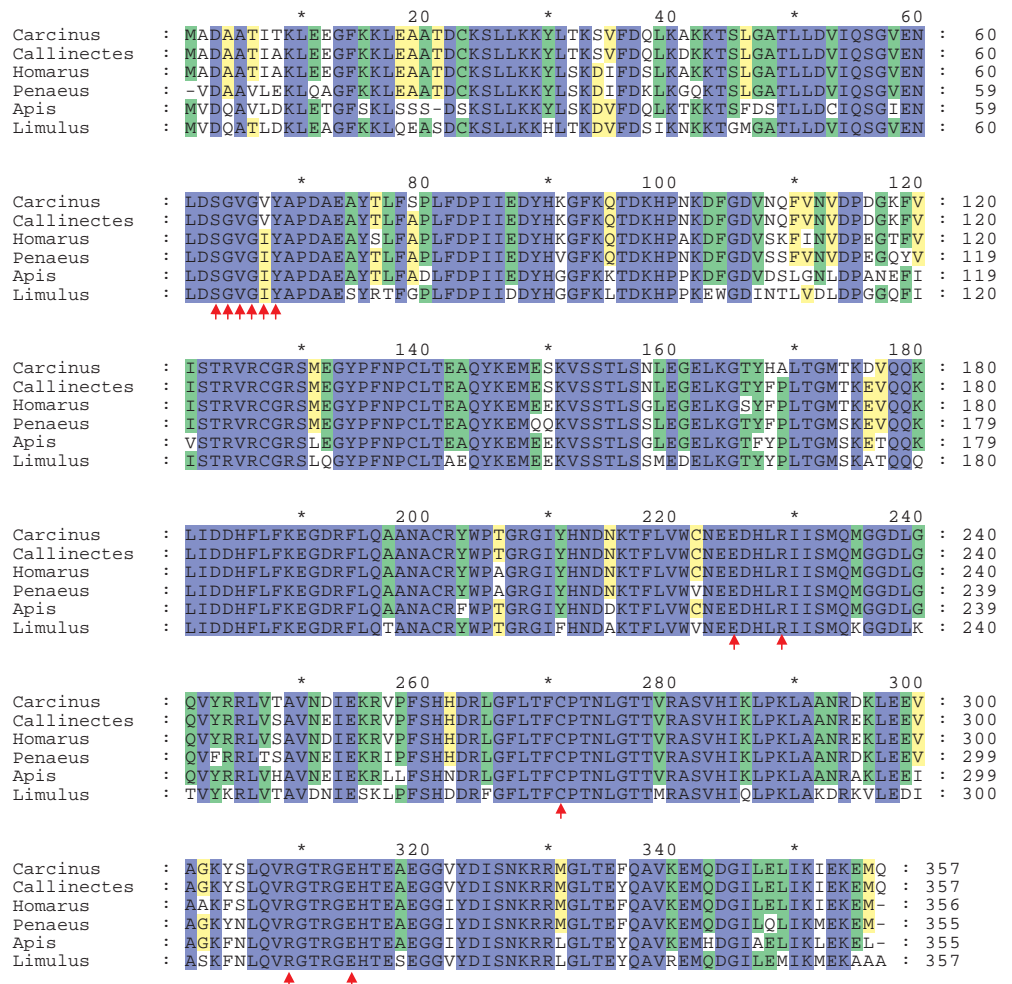 * 20 * 40 * 60
Carcinus : MADAATITKLEEGFKKLEAATDCKSLLKKYLTKSVFDQLKAKKTSLGATLLDVIQSGVEN : 60
Callinectes : MADAATIAKLEEGFKKLEAATDCKSLLKKYLTKSVFDQLKDKKTSLGATLLDVIQSGVEN : 60
Homarus : MADAATIAKLEEGFKKLEAATDCKSLLKKYLSKDIFDSLKAKKTSLGATLLDVIQSGVEN : 60
Penaeus : -VDAAVLEKLQAGFKKLEAATDCKSLLKKYLSKDIFDKLKGQKTSLGATLLDVIQSGVEN : 59
Apis : MVDQAVLDKLETGFSKLSSS-DSKSLLKKYLTKDVFDQLKTKKTSFDSTLLDCIQSGIEN : 59
Limulus : MVDQATLDKLEAGFKKLQEASDCKSLLKKHLTKDVFDSIKNKKTGMGATLLDVIQSGVEN : 60
* 80 * 100 * 120
Carcinus : LDSGVGVYAPDAEAYTLFSPLFDPIIEDYHKGFKQTDKHPNKDFGDVNQFVNVDPDGKFV : 120
Callinectes : LDSGVGVYAPDAEAYTLFAPLFDPIIEDYHKGFKQTDKHPNKDFGDVNQFVNVDPDGKFV : 120
Homarus : LDSGVGIYAPDAEAYSLFAPLFDPIIEDYHKGFKQTDKHPAKDFGDVSKFINVDPEGTFV : 120
Penaeus : LDSGVGIYAPDAEAYTLFAPLFDPIIEDYHVGFKQTDKHPNKDFGDVSSFVNVDPEGQYV : 119
Apis : LDSGVGIYAPDAEAYTLFADLFDPIIEDYHGGFKKTDKHPPKDFGDVDSLGNLDPANEFI : 119
Limulus : LDSGVGIYAPDAESYRTFGPLFDPIIDDYHGGFKLTDKHPPKEWGDINTLVDLDPGGQFI : 120
* 140 * 160 * 180
Carcinus : ISTRVRCGRSMEGYPFNPCLTEAQYKEMESKVSSTLSNLEGELKGTYHALTGMTKDVQQK : 180
Callinectes : ISTRVRCGRSMEGYPFNPCLTEAQYKEMESKVSSTLSNLEGELKGTYFPLTGMTKEVQQK : 180
Homarus : ISTRVRCGRSMEGYPFNPCLTEAQYKEMEEKVSSTLSGLEGELKGSYFPLTGMTKEVQQK : 180
Penaeus : ISTRVRCGRSMEGYPFNPCLTEAQYKEMQQKVSSTLSGLEGELKGTYFPLTGMSKEVQQK : 179
Apis : VSTRVRCGRSLEGYPFNPCLTEAQYKEMEEKVSSTLSGLEGELKGTFYPLTGMSKETQQK : 179
Limulus : ISTRVRCGRSLQGYPFNPCLTAEQYKEMEEKVSSTLSSMEDELKGTYYPLTGMSKATQQQ : 180
* 200 * 220 * 240
Carcinus : LIDDHFLFKEGDRFLQAANACRYWPTGRGIYHNDNKTFLVWCNEEDHLRIISMQMGGDLG : 240
Callinectes : LIDDHFLFKEGDRFLQAANACRYWPTGRGIYHNDNKTFLVWCNEEDHLRIISMQMGGDLG : 240
Homarus : LIDDHFLFKEGDRFLQAANACRYWPAGRGIYHNDNKTFLVWCNEEDHLRIISMQMGGDLG : 240
Penaeus : LIDDHFLFKEGDRFLQAANACRYWPAGRGIYHNDNKTFLVWVNEEDHLRIISMQMGGDLG : 239
Apis : LIDDHFLFKEGDRFLQAANACRFWPTGRGIYHNDDKTFLVWCNEEDHLRIISMQMGGDLG : 239
Limulus : LIDDHFLFKEGDRFLQTANACRYWPTGRGIFHNDAKTFLVWVNEEDHLRIISMQKGGDLK : 240
* 260 * 280 * 300
Carcinus : QVYRRLVTAVNDIEKRVPFSHHDRLGFLTFCPTNLGTTVRASVHIKLPKLAANRDKLEEV : 300
Callinectes : QVYRRLVSAVNDIEKRVPFSHHDRLGFLTFCPTNLGTTVRASVHIKLPKLAANRDKLEEV : 300
Homarus : QVYRRLVSAVNEIEKRVPFSHHDRLGFLTFCPTNLGTTVRASVHIKLPKLAANREKLEEV : 300
Penaeus : QVFRRLTSAVNEIEKRIPFSHHDRLGFLTFCPTNLGTTVRASVHIKLPKLAANREKLEEV : 299
Apis : QVYRRLVHAVNEIEKRLLFSHNDRLGFLTFCPTNLGTTVRASVHIKLPKLAANRAKLEEI : 299
Limulus : TVYKRLVTAVDNIESKLPFSHDDRFGFLTFCPTNLGTTMRASVHIQLPKLAKDRKVLEDI : 300
* 320 * 340 *
Carcinus : AGKYSLQVRGTRGEHTEAEGGVYDISNKRRMGLTEFQAVKEMQDGILELIKIEKEMQ : 357
Callinectes : AGKYSLQVRGTRGEHTEAEGGVYDISNKRRMGLTEFQAVKEMQDGILELIKIEKEMQ : 357
Homarus : AAKFSLQVRGTRGEHTEAEGGIYDISNKRRMGLTEFQAVKEMQDGILELIKIEKEM- : 356
Penaeus : AGKYNLQVRGTRGEHTEAEGGIYDISNKRRMGLTEFQAVKEMQDGILQLIKMEKEM- : 355
Apis : AGKFNLQVRGTRGEHTEAEGGIYDISNKRRLGLTEYQAVKEMHDGIAELIKLEKEL- : 355
Limulus : ASKFNLQVRGTRGEHTESEGGVYDISNKRRLGLTEYQAVREMQDGILEMIKMEKAAA : 357